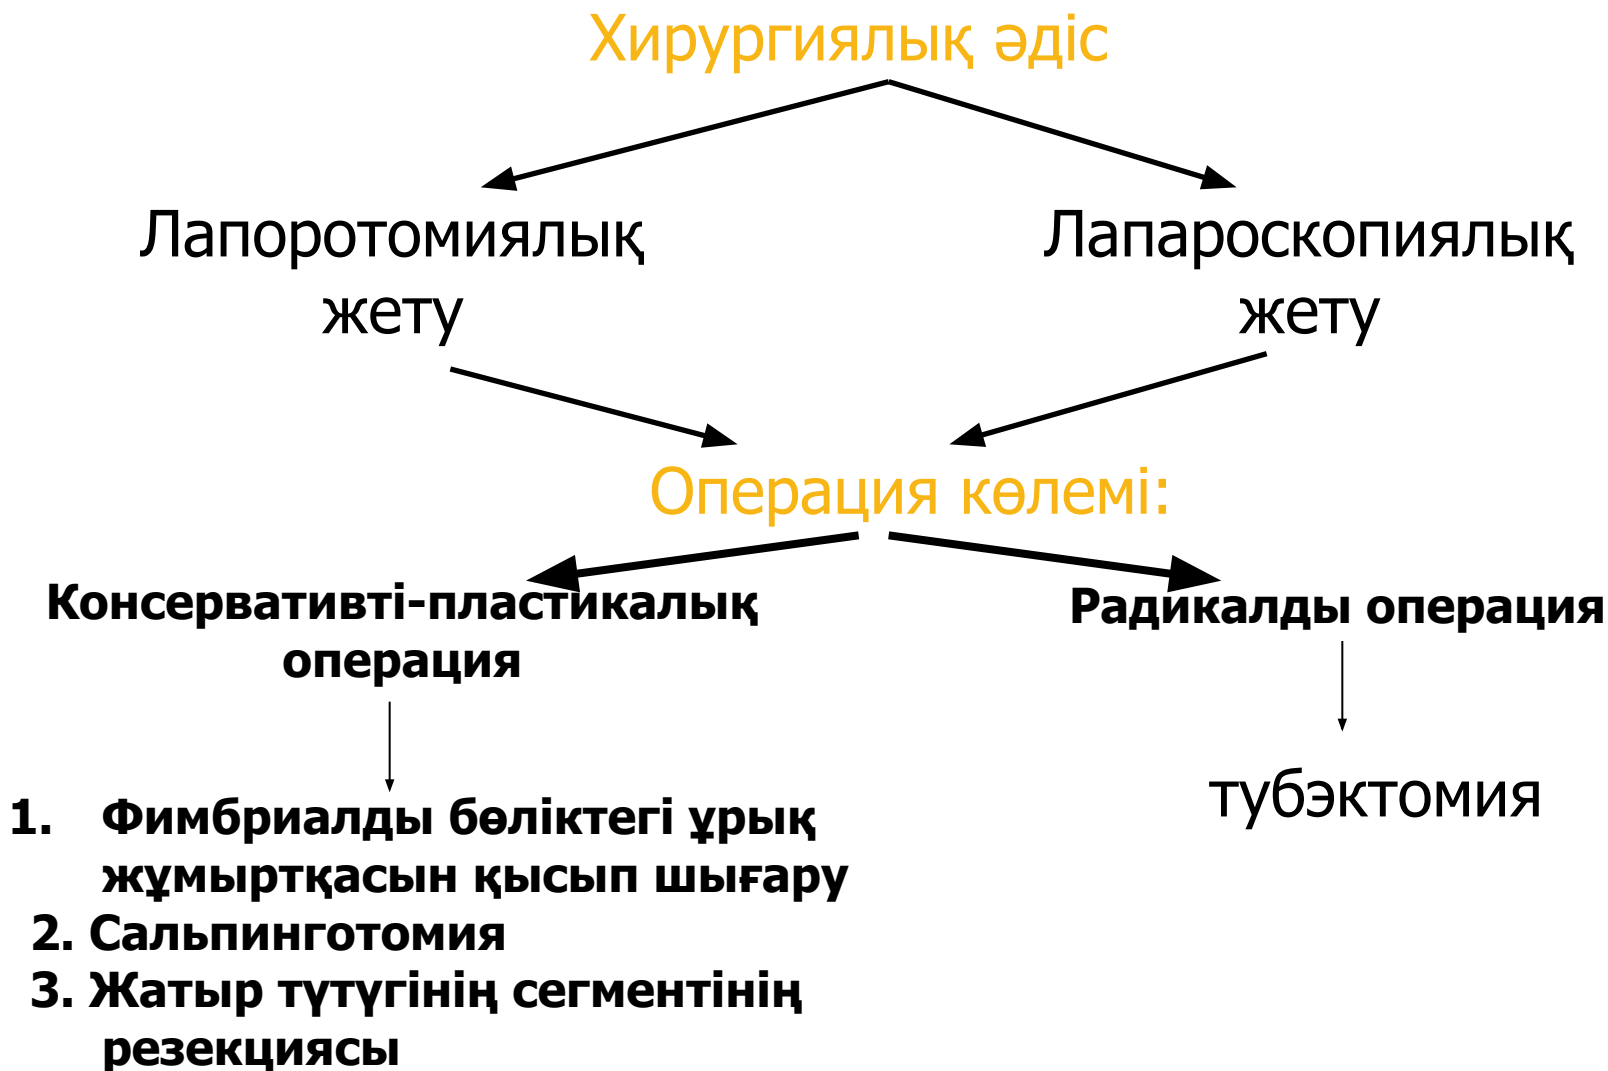 Хирургиялық әдіс
Лапоротомиялық
жету
Лапароскопиялық
жету
Операция көлемі:
Консервативті-пластикалық
операция
Радикалды операция
тубэктомия
1. Фимбриалды бөліктегі ұрық
жұмыртқасын қысып шығару
2. Сальпинготомия
3. Жатыр түтүгінің сегментінің
резекциясы